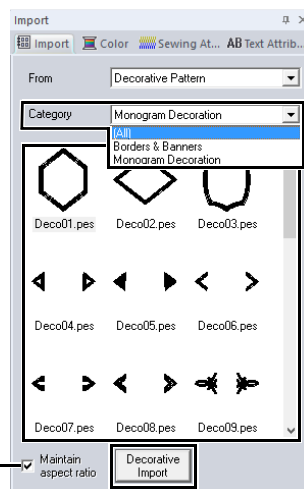 Import
Import Color Sewing At... AB Text Attrib...
From Decorative Pattern
Category Monogram Decoration
(All)
Borders & Banners
Monogram Decoration
Deco01.pes Deco02.pes Deco03.pes
Deco04.pes Deco05.pes Deco06.pes
Deco07.pes Deco08.pes Deco09.pes
Maintain
aspect ratio
Decorative
Import